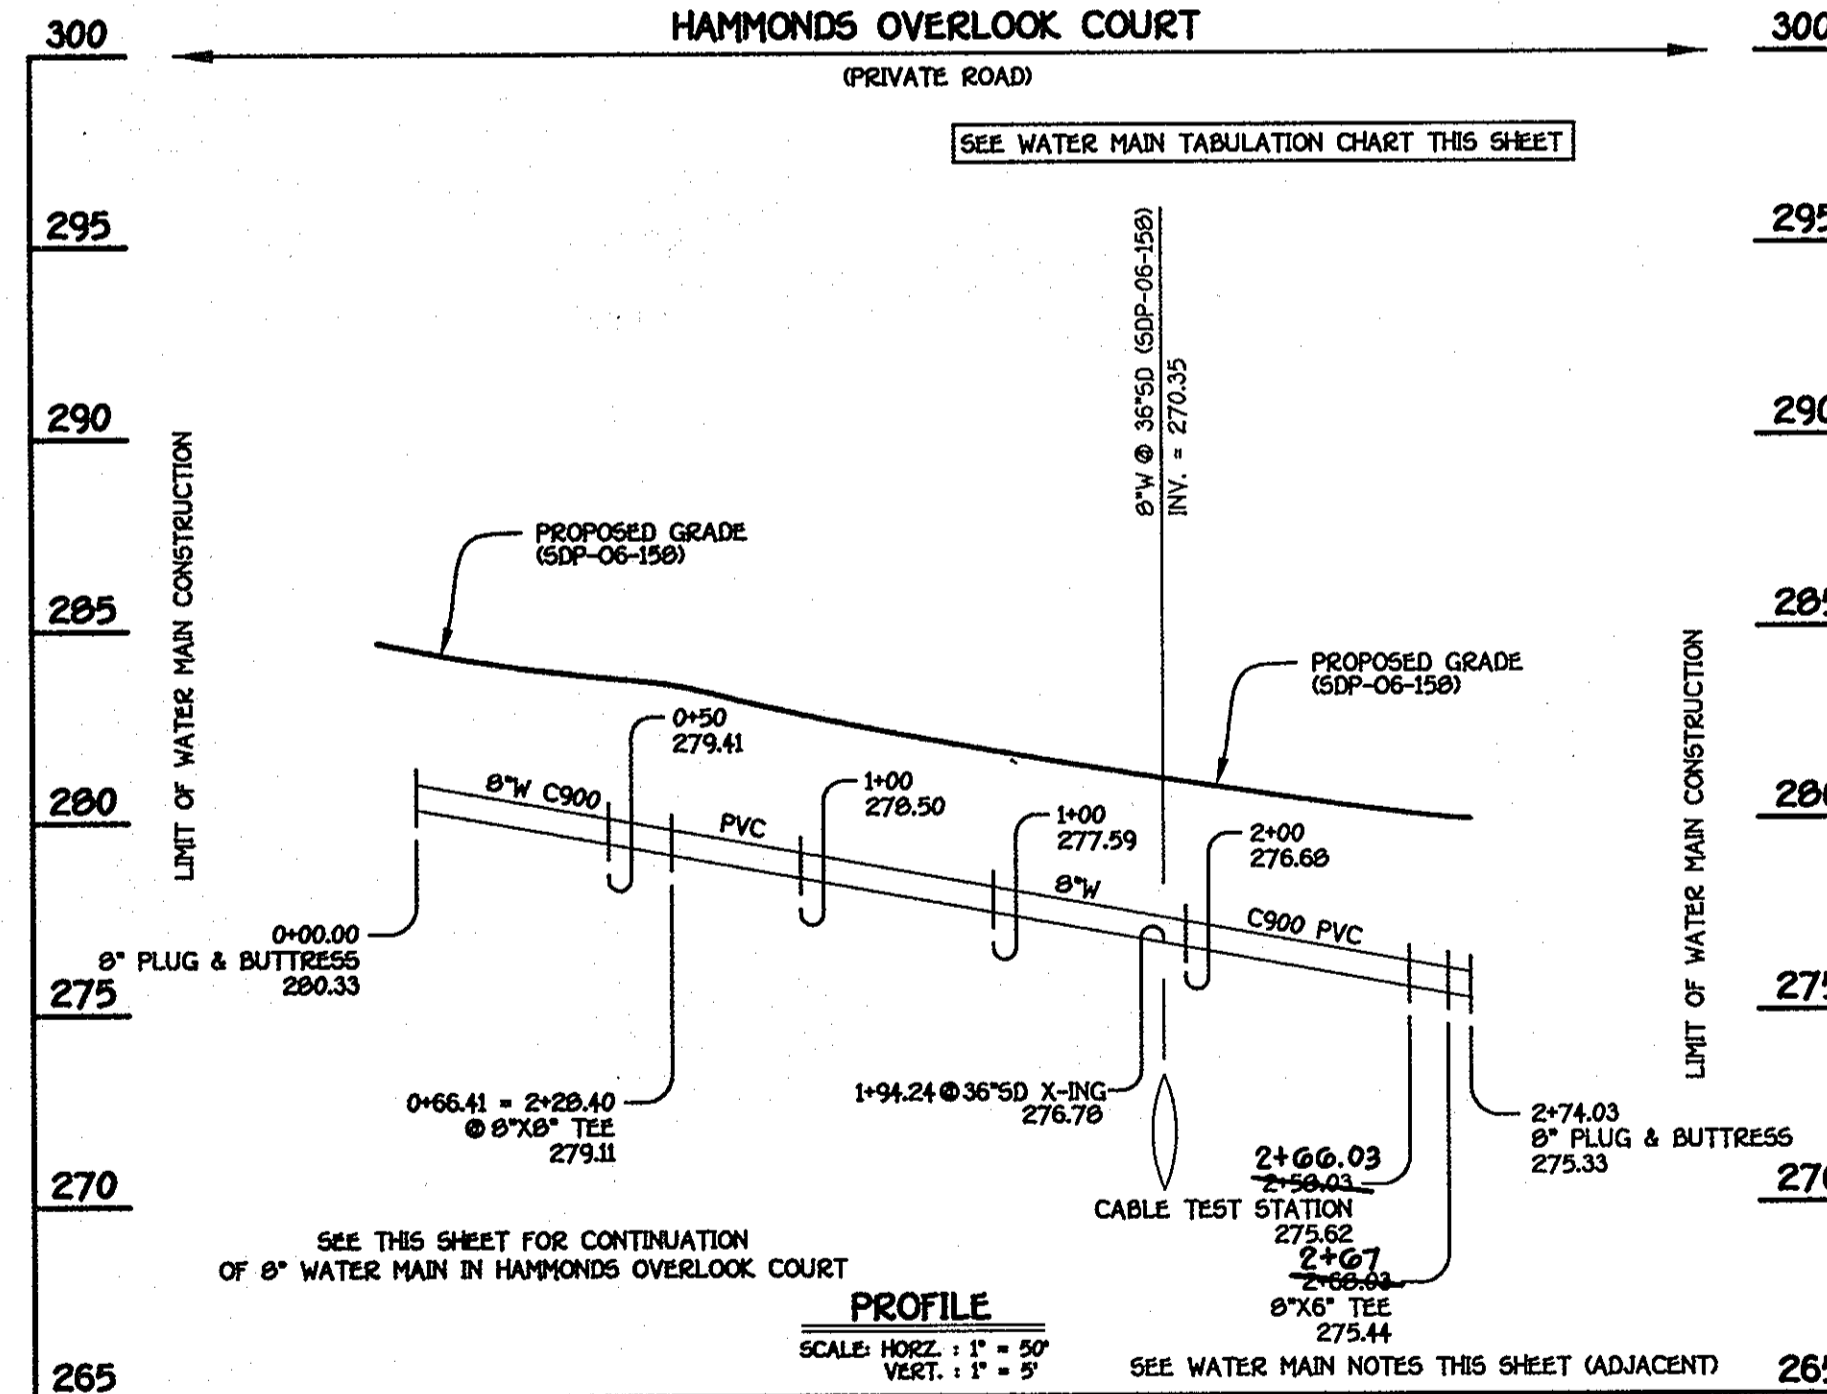 HAMMONDS OVERLOOK COURT
(PRIVATE ROAD)
SEE WATER MAIN TABULATION CHART THIS SHEET
300
295
290
285
280
275
270
265
300
295
290
285
280
275
270
265
LIMIT OF WATER MAIN CONSTRUCTION
PROPOSED GRADE
(SDP-06-158)
8"W @ 36"SD (SDP-06-158)
INV. = 270.35
PROPOSED GRADE
(SDP-06-158)
LIMIT OF WATER MAIN CONSTRUCTION
8"W C900
PVC
8"W
C900 PVC
0+50
279.41
1+00
278.50
1+00
277.59
2+00
276.68
0+00.00
8" PLUG & BUTTRESS
280.33
0+66.41 = 2+28.40
@ 8"X8" TEE
279.11
1+94.24 @ 36"SD X-ING
276.78
2+66.03
2+58.03
CABLE TEST STATION
275.62
2+67
2+68.03
8"X6" TEE
275.44
2+74.03
8" PLUG & BUTTRESS
275.33
SEE THIS SHEET FOR CONTINUATION
OF 8" WATER MAIN IN HAMMONDS OVERLOOK COURT
PROFILE
SCALE: HORZ. : 1" = 50'
VERT. : 1" = 5'
SEE WATER MAIN NOTES THIS SHEET (ADJACENT)